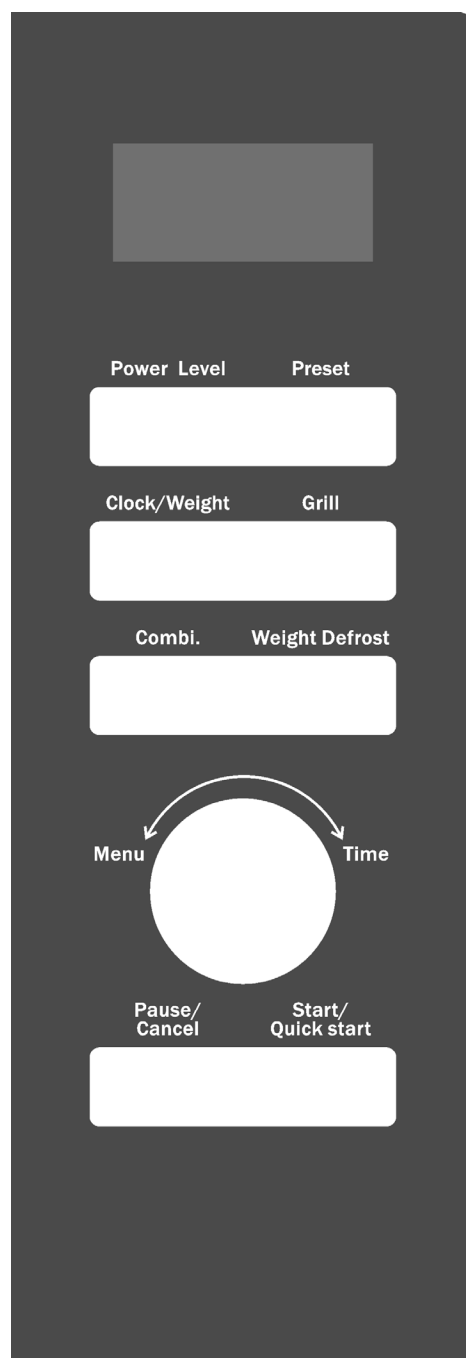 Power Level Preset
Clock/Weight Grill
Combi. Weight Defrost
Menu Time
Pause/ Start/
Cancel Quick start